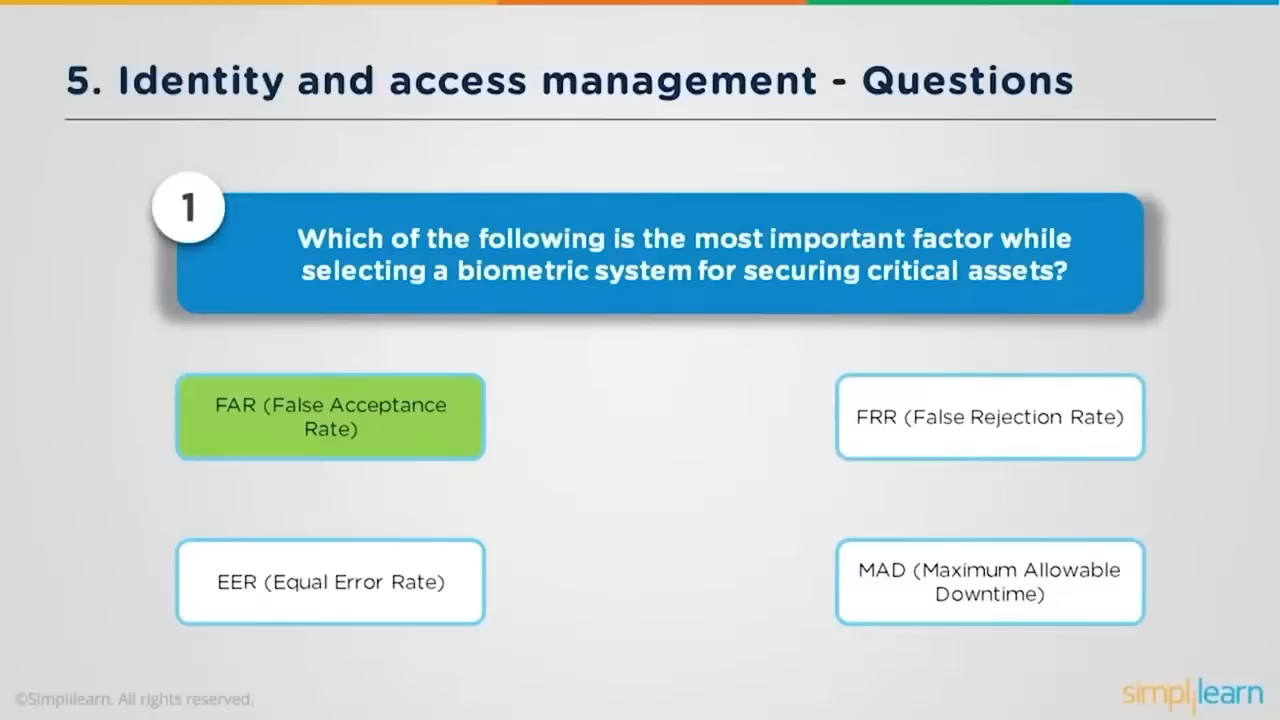 5. Identity and access management - Questions
1
Which of the following is the most important factor while
selecting a biometric system for securing critical assets?
FAR (False Acceptance
Rate)
FRR (False Rejection Rate)
EER (Equal Error Rate)
MAD (Maximum Allowable
Downtime)
©Simplilearn. All rights reserved.
simplilearn